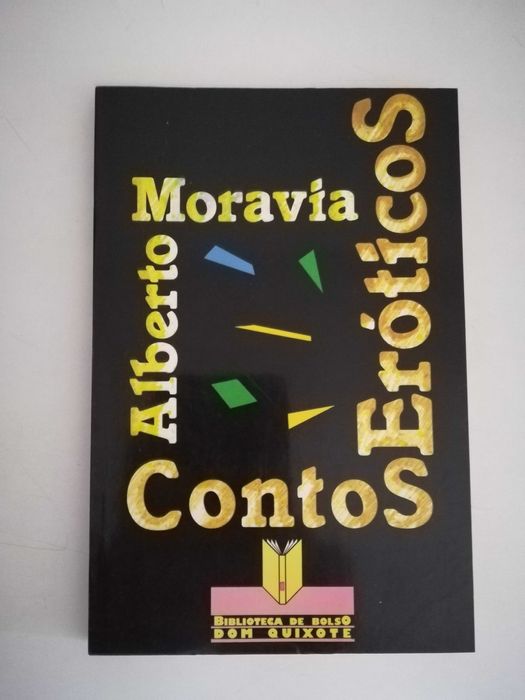 Alberto
Moravia
Contos
Eróticos
BIBLIOTECA DE BOLSO
DOM QUIXOTE